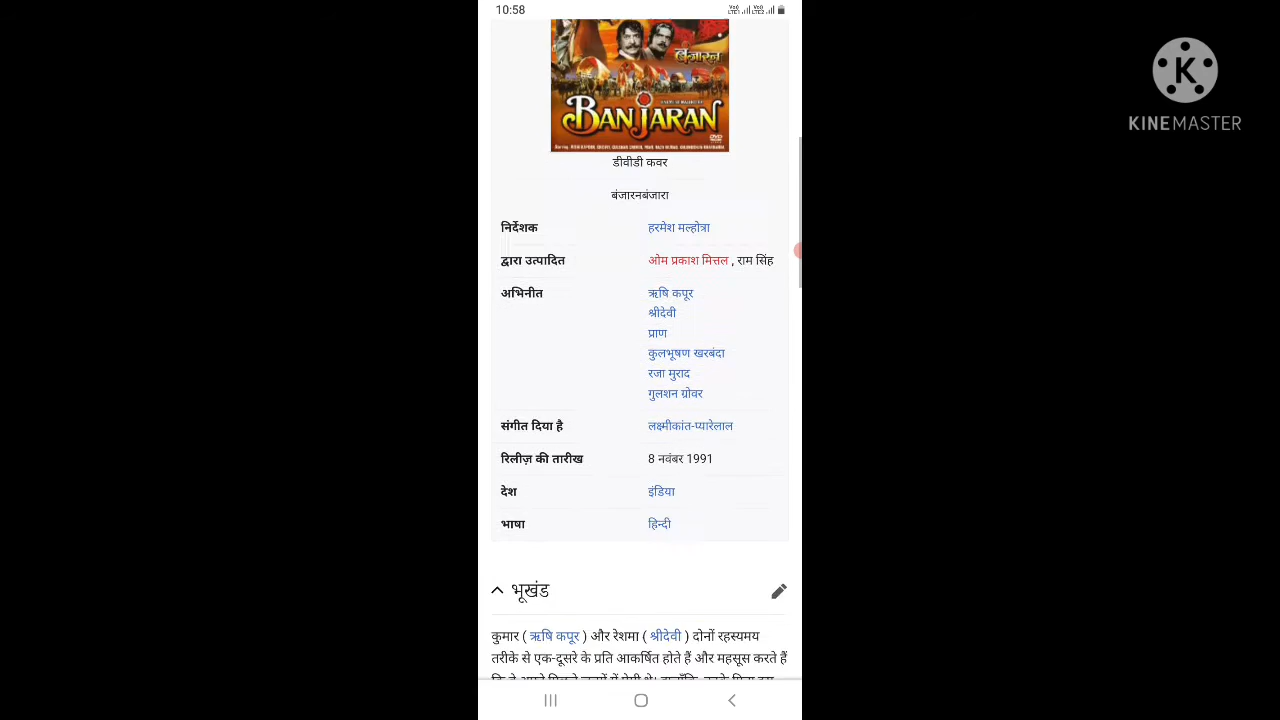 10:58
बंजारन
BANJARAN
DVD
डीवीडी कवर
बंजारनबंजारा
निर्देशक हरमेश मल्होत्रा
द्वारा उत्पादित ओम प्रकाश मित्तल , राम सिंह
अभिनीत ऋषि कपूर
श्रीदेवी
प्राण
कुलभूषण खरबंदा
रजा मुराद
गुलशन ग्रोवर
संगीत दिया है लक्ष्मीकांत-प्यारेलाल
रिलीज़ की तारीख 8 नवंबर 1991
देश इंडिया
भाषा हिन्दी
भूखंड
कुमार ( ऋषि कपूर ) और रेशमा ( श्रीदेवी ) दोनों रहस्यमय
तरीके से एक-दूसरे के प्रति आकर्षित होते हैं और महसूस करते हैं
K
KINEMASTER